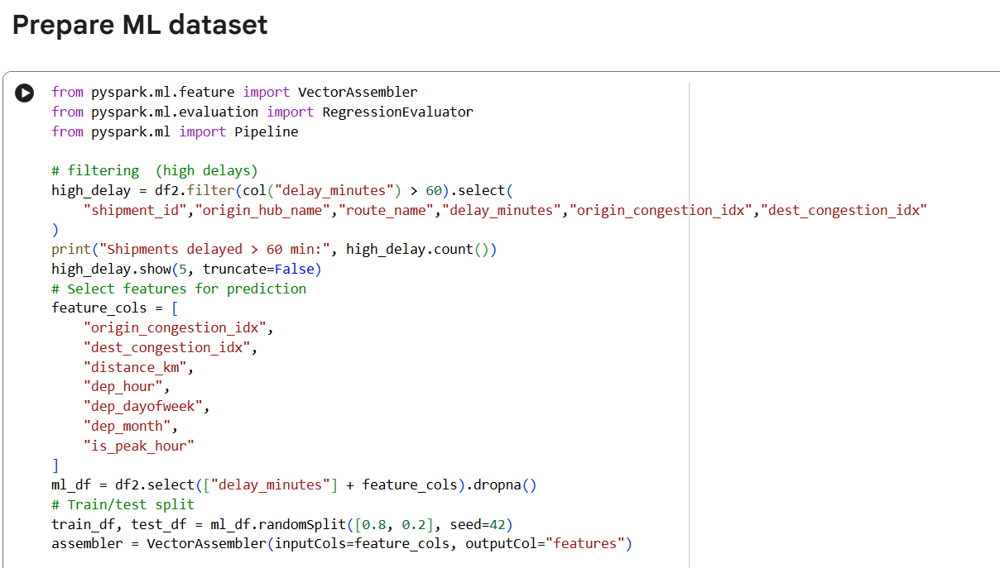 Prepare ML dataset
from pyspark.ml.feature import VectorAssembler
from pyspark.ml.evaluation import RegressionEvaluator
from pyspark.ml import Pipeline
# filtering  (high delays)
high_delay = df2.filter(col("delay_minutes") > 60).select(
    "shipment_id","origin_hub_name","route_name","delay_minutes","origin_congestion_idx","dest_congestion_idx"
)
print("Shipments delayed > 60 min:", high_delay.count())
high_delay.show(5, truncate=False)
# Select features for prediction
feature_cols = [
    "origin_congestion_idx",
    "dest_congestion_idx",
    "distance_km",
    "dep_hour",
    "dep_dayofweek",
    "dep_month",
    "is_peak_hour"
]
ml_df = df2.select(["delay_minutes"] + feature_cols).dropna()
# Train/test split
train_df, test_df = ml_df.randomSplit([0.8, 0.2], seed=42)
assembler = VectorAssembler(inputCols=feature_cols, outputCol="features")